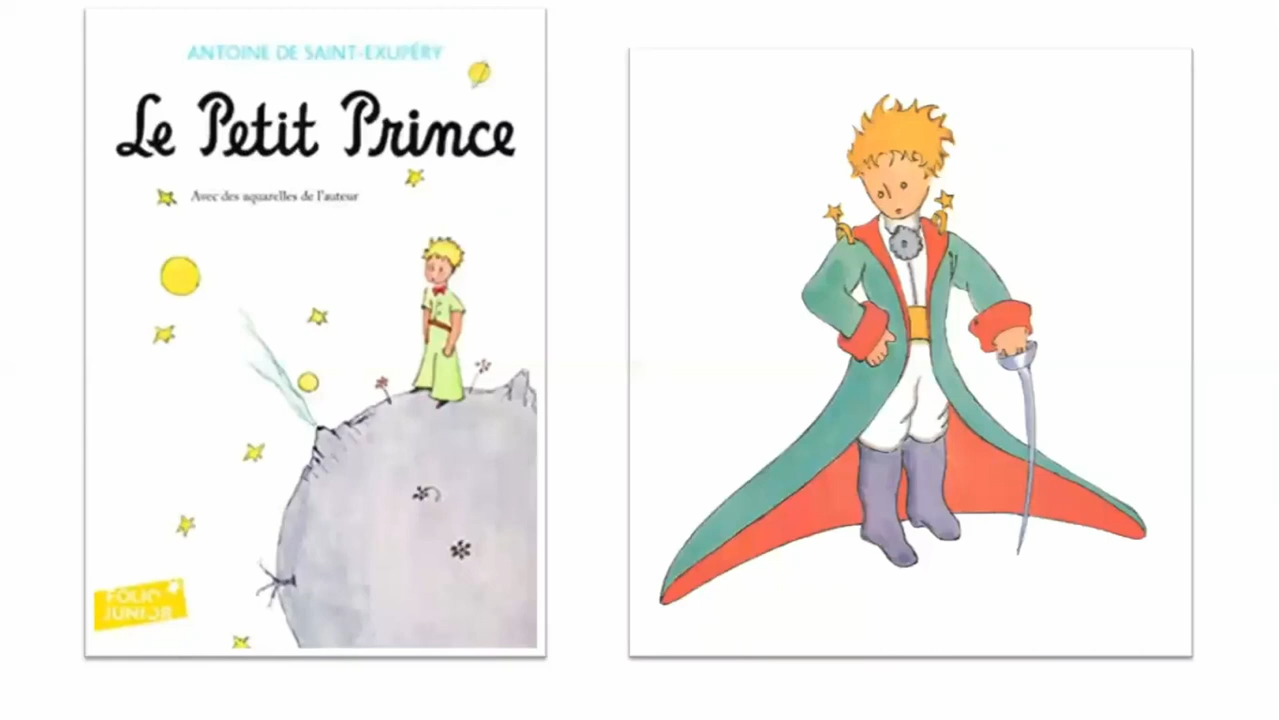 ANTOINE DE SAINT-EXUPÉRY
Le Petit Prince
Avec des aquarelles de l'auteur
FOLIO
JUNIOR